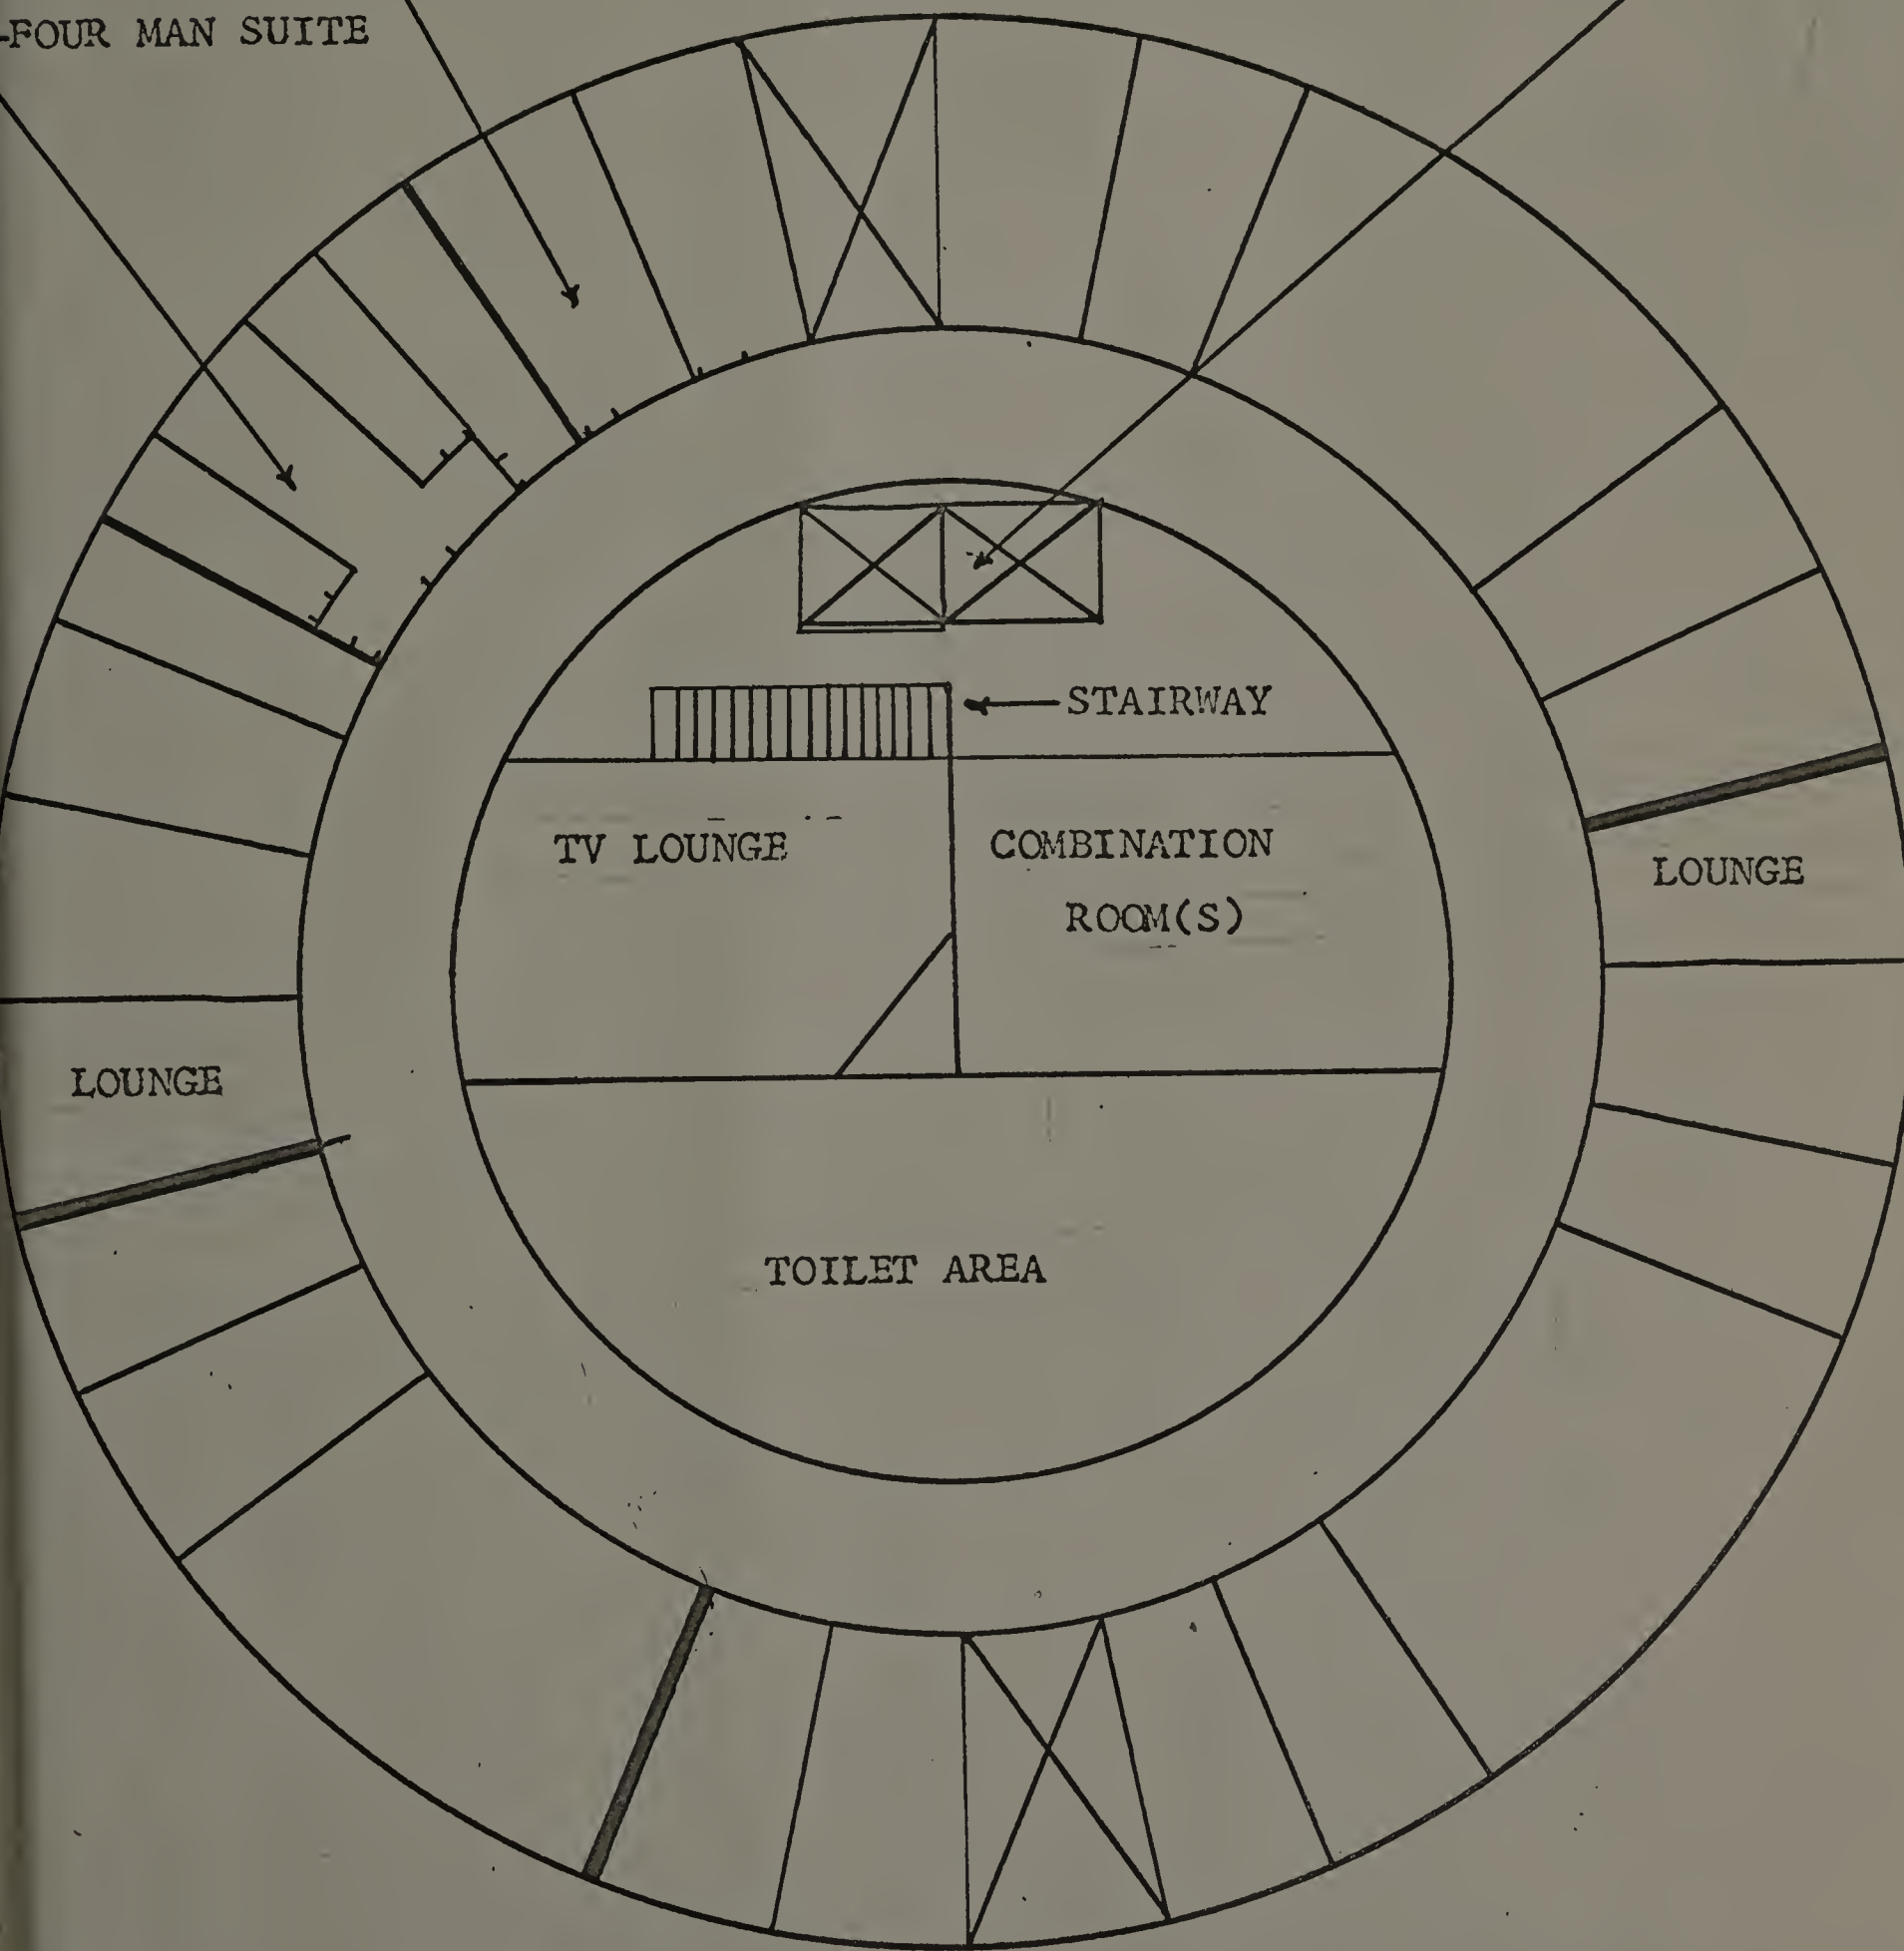 -FOUR MAN SUITE
STAIRWAY
TV LOUNGE
COMBINATION
ROOM(S)
LOUNGE
LOUNGE
TOILET AREA